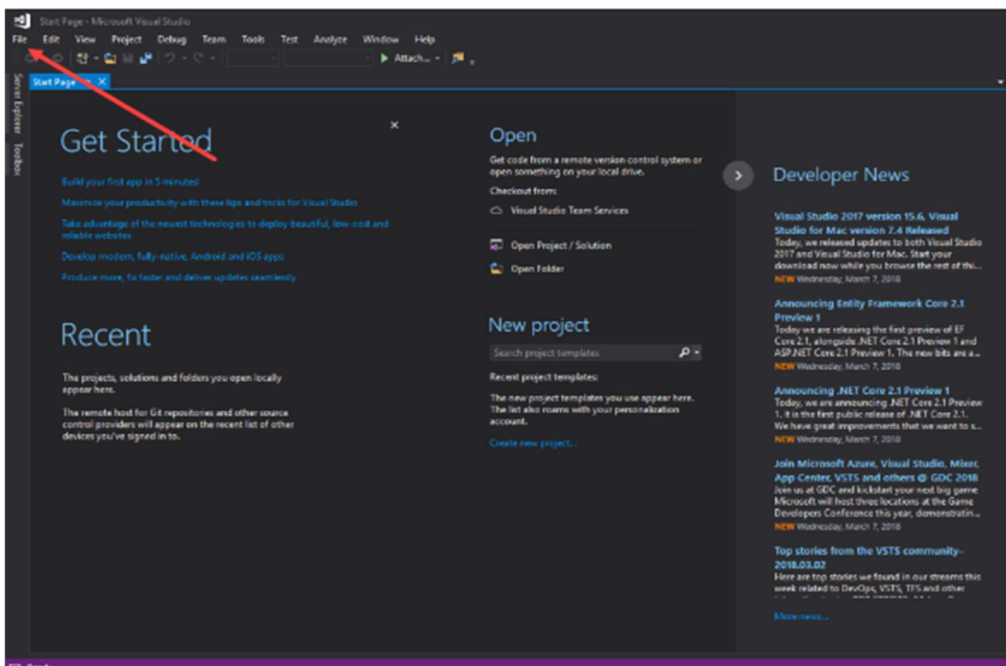 Start Page - Microsoft Visual Studio
File Edit View Project Debug Team Tools Test Analyze Window Help
Attach...
Server Explorer
Toolbox
Start Page
Get Started
Build your first app in 5 minutes!
Maximize your productivity with these tips and tricks for Visual Studio
Take advantage of the newest technologies to deploy beautiful, low-cost and
reliable websites
Develop modern, fully-native, Android and iOS apps
Produce more, fix faster and deliver updates seamlessly
Recent
The projects, solutions and folders you open locally
appear here.
The remote host for Git repositories and other source
control providers will appear on the recent list of other
devices you've signed in to.
Open
Get code from a remote version control system or
open something on your local drive.
Checkout from:
Visual Studio Team Services
Open Project / Solution
Open Folder
New project
Search project templates
Recent project templates:
The new project templates you use appear here.
The list also roams with your personalization
account.
Create new project...
Developer News
Visual Studio 2017 version 15.6, Visual
Studio for Mac version 7.4 Released
Today, we released updates to both Visual Studio
2017 and Visual Studio for Mac. Start your
download now while you browse the rest of thi...
NEW Wednesday, March 7, 2018
Announcing Entity Framework Core 2.1
Preview 1
Today we are releasing the first preview of EF
Core 2.1, alongside .NET Core 2.1 Preview 1 and
ASP.NET Core 2.1 Preview 1. The new bits are a...
NEW Wednesday, March 7, 2018
Announcing .NET Core 2.1 Preview 1
Today, we are announcing .NET Core 2.1 Preview
1. It is the first public release of .NET Core 2.1.
We have great improvements that we want to s...
NEW Wednesday, March 7, 2018
Join Microsoft Azure, Visual Studio, Mixer,
App Center, VSTS and others @ GDC 2018
Join us at GDC and kickstart your next big game
Microsoft will host three locations at the Game
Developers Conference this year, demonstratin...
NEW Wednesday, March 7, 2018
Top stories from the VSTS community–
2018.03.02
Here are top stories we found in our streams this
week related to DevOps, VSTS, TFS and other
More news...